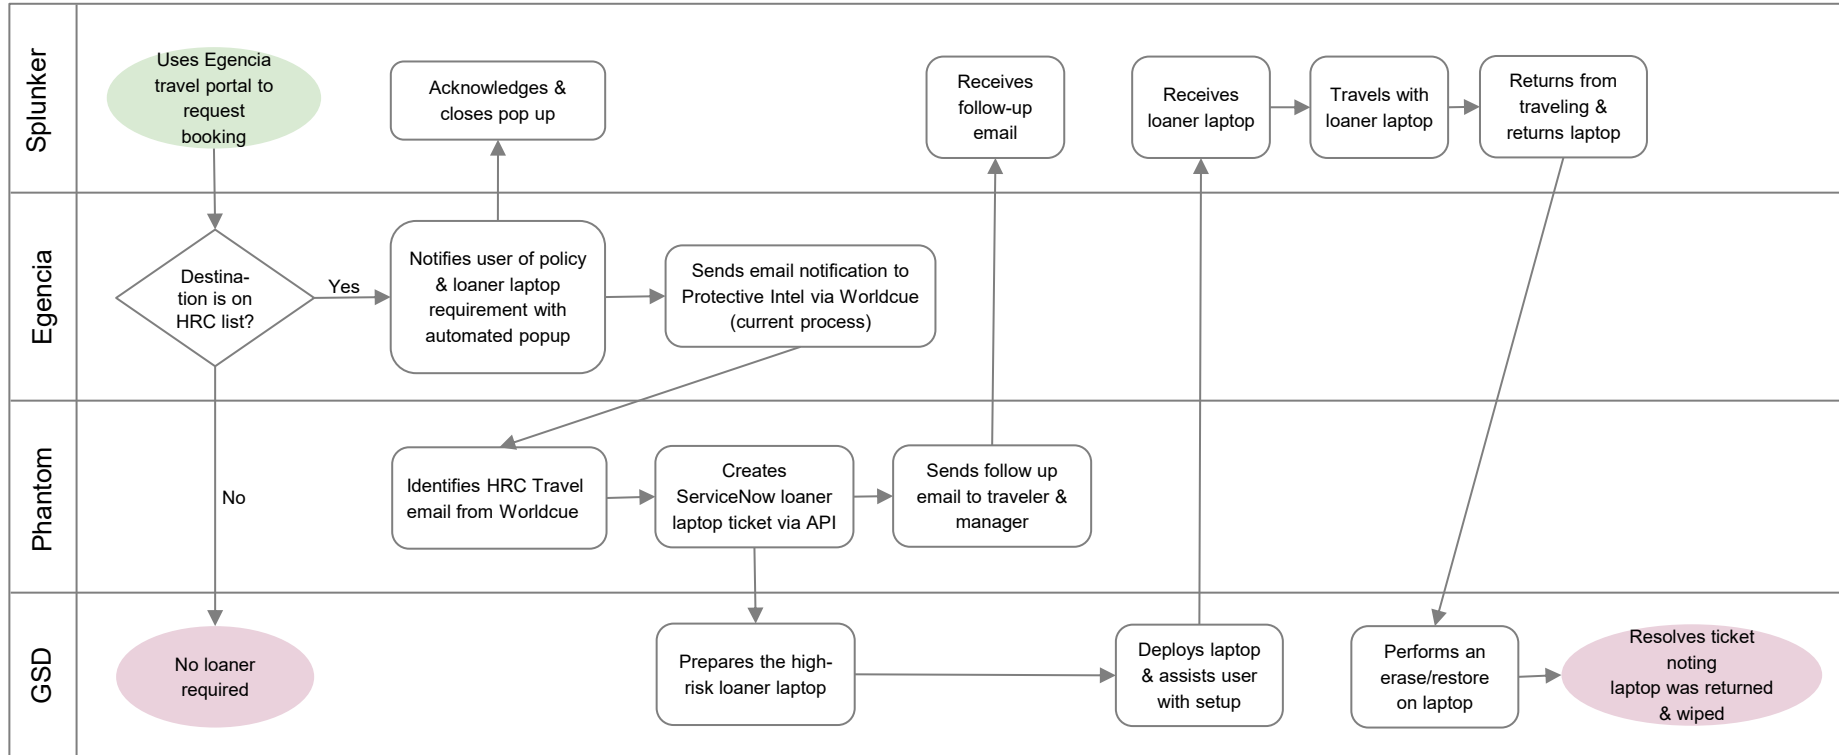 Splunker
Uses Egencia
travel portal to
request
booking
Acknowledges &
closes pop up
Receives
follow-up
email
Receives
loaner laptop
Travels with
loaner laptop
Returns from
traveling &
returns laptop
Egencia
Destina-
tion is on
HRC list?
Yes
Notifies user of policy
& loaner laptop
requirement with
automated popup
Sends email notification to
Protective Intel via Worldcue
(current process)
Phantom
No
Identifies HRC Travel
email from Worldcue
Creates
ServiceNow loaner
laptop ticket via API
Sends follow up
email to traveler &
manager
GSD
No loaner
required
Prepares the high-
risk loaner laptop
Deploys laptop
& assists user
with setup
Performs an
erase/restore
on laptop
Resolves ticket
noting
laptop was returned
& wiped